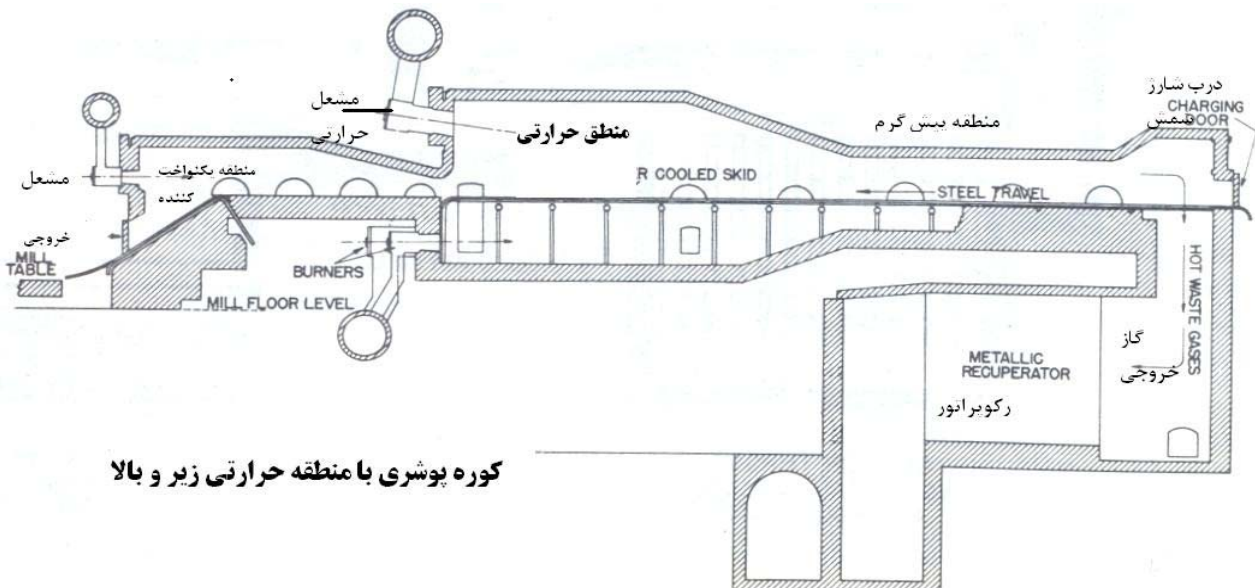 درب شارژ
CHARGING
شمش
DOOR
مشعل
حرارتی
منطق حرارتی
منطقه پیش گرم
R COOLED SKID
STEEL TRAVEL
مشعل
منطقه یکنواخت
کننده
خروجی
MILL
TABLE
BURNERS
MILL FLOOR LEVEL
HOT WASTE GASES
گاز
خروجی
METALLIC
RECUPERATOR
رکوپراتور
کوره پوشری با منطقه حرارتی زیر و بالا